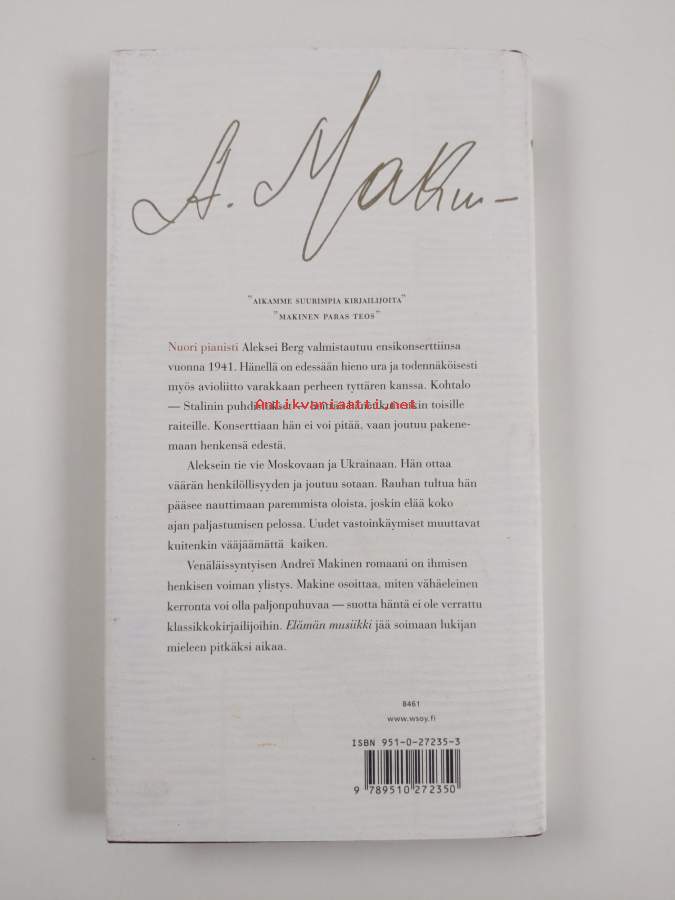 A. Makine
"AIKAMME SUURIMPIA KIRJAILIJOITA"
"MAKINEN PARAS TEOS"
Nuori pianisti Aleksei Berg valmistautuu ensikonserttiinsa
vuonna 1941. Hänellä on edessään hieno ura ja todennäköisesti
myös avioliitto varakkaan perheen tyttären kanssa. Kohtalo
— Stalinin puhdistukset — toisille
Antikvariaatti.net
raiteille. Konserttiaan hän ei voi pitää, vaan joutuu pakene-
maan henkensä edestä.
Aleksein tie vie Moskovaan ja Ukrainaan. Hän ottaa
väärän henkilöllisyyden ja joutuu sotaan. Rauhan tultua hän
pääsee nauttimaan paremmista oloista, joskin elää koko
ajan paljastumisen pelossa. Uudet vastoinkäymiset muuttavat
kuitenkin vääjäämättä kaiken.
Venäläissyntyisen Andreï Makinen romaani on ihmisen
henkisen voiman ylistys. Makine osoittaa, miten vähäeleinen
kerronta voi olla paljonpuhuvaa — suotta häntä ei ole verrattu
klassikkokirjailijoihin. Elämän musiikki jää soimaan lukijan
mieleen pitkäksi aikaa.
8461
www.wsoy.fi
ISBN 951-0-27235-3
9 789510 272350